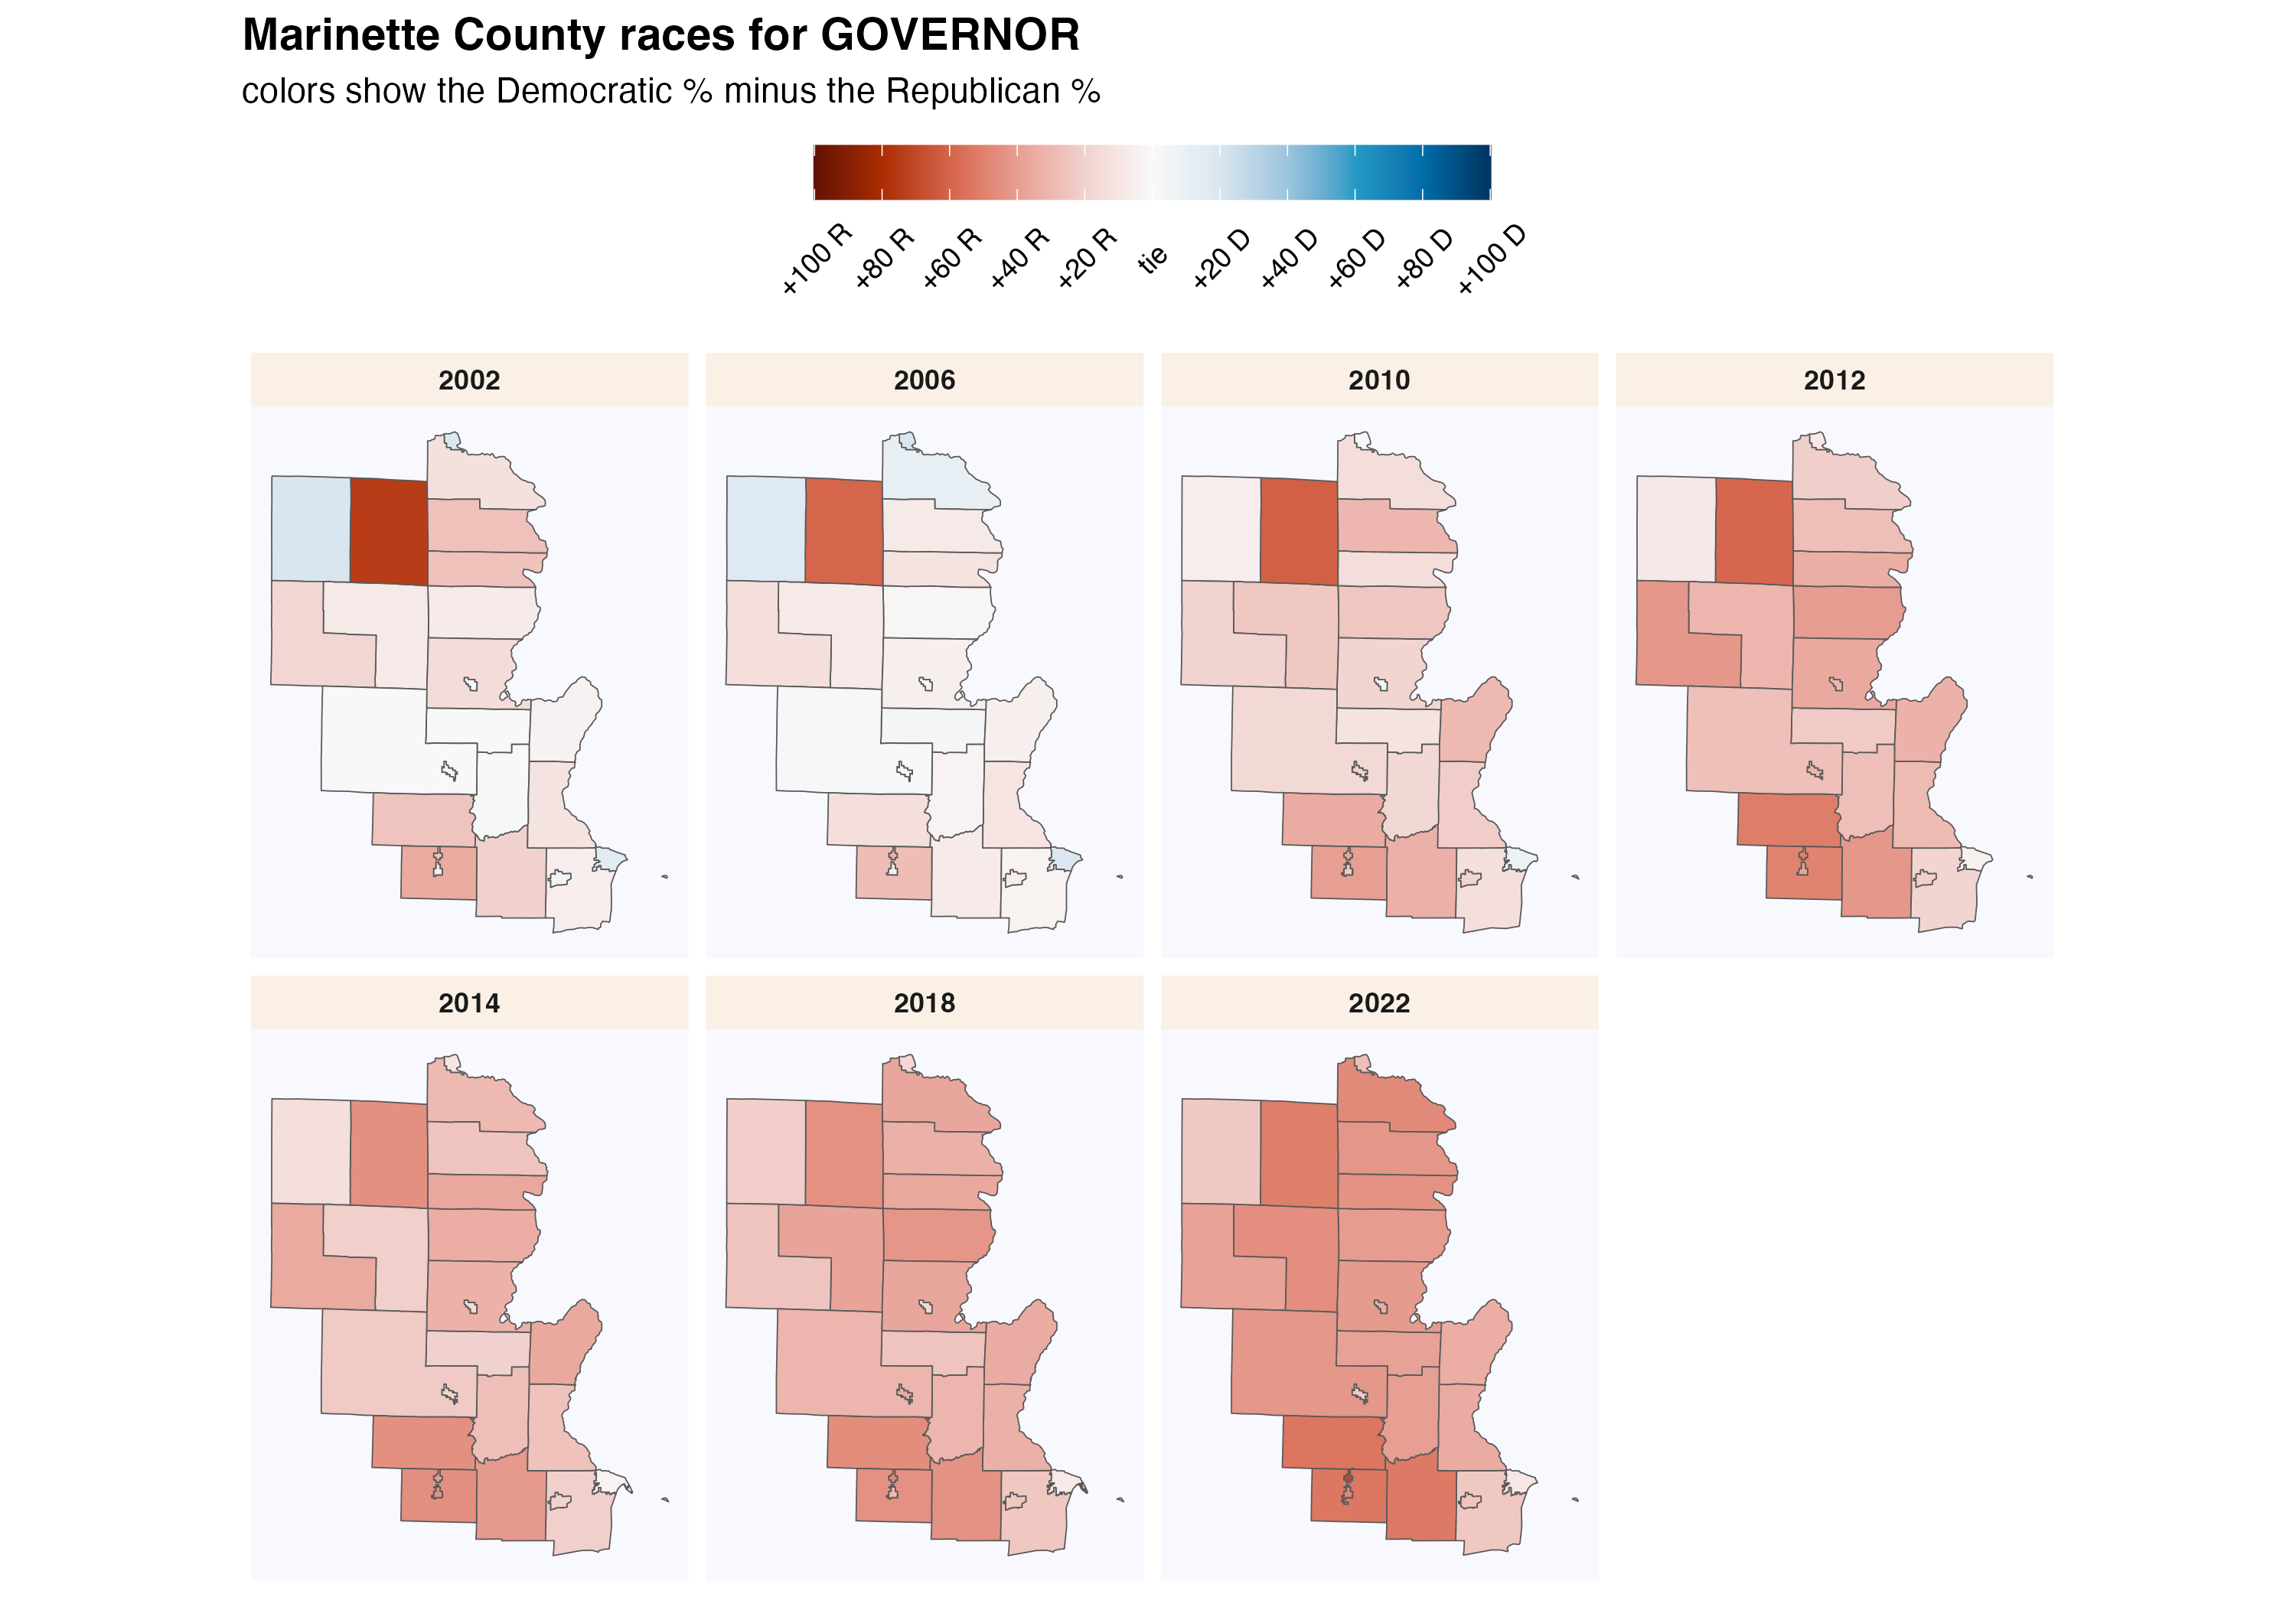 Marinette County races for GOVERNOR
colors show the Democratic % minus the Republican %
+100 R
+80 R
+60 R
+40 R
+20 R
tie
+20 D
+40 D
+60 D
+80 D
+100 D
2002
2006
2010
2012
2014
2018
2022